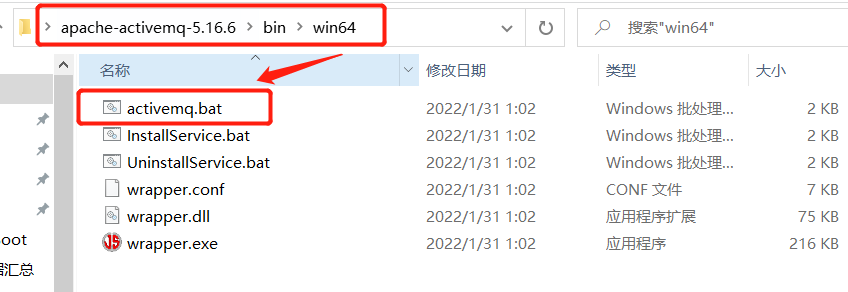 apache-activemq-5.16.6 > bin > win64 搜索"win64"
名称 修改日期 类型 大小
activemq.bat 2022/1/31 1:02 Windows 批处理... 2 KB
InstallService.bat 2022/1/31 1:02 Windows 批处理... 2 KB
UninstallService.bat 2022/1/31 1:02 Windows 批处理... 2 KB
wrapper.conf 2022/1/31 1:02 CONF 文件 7 KB
wrapper.dll 2022/1/31 1:02 应用程序扩展 75 KB
oot
wrapper.exe 2022/1/31 1:02 应用程序 216 KB
汇总